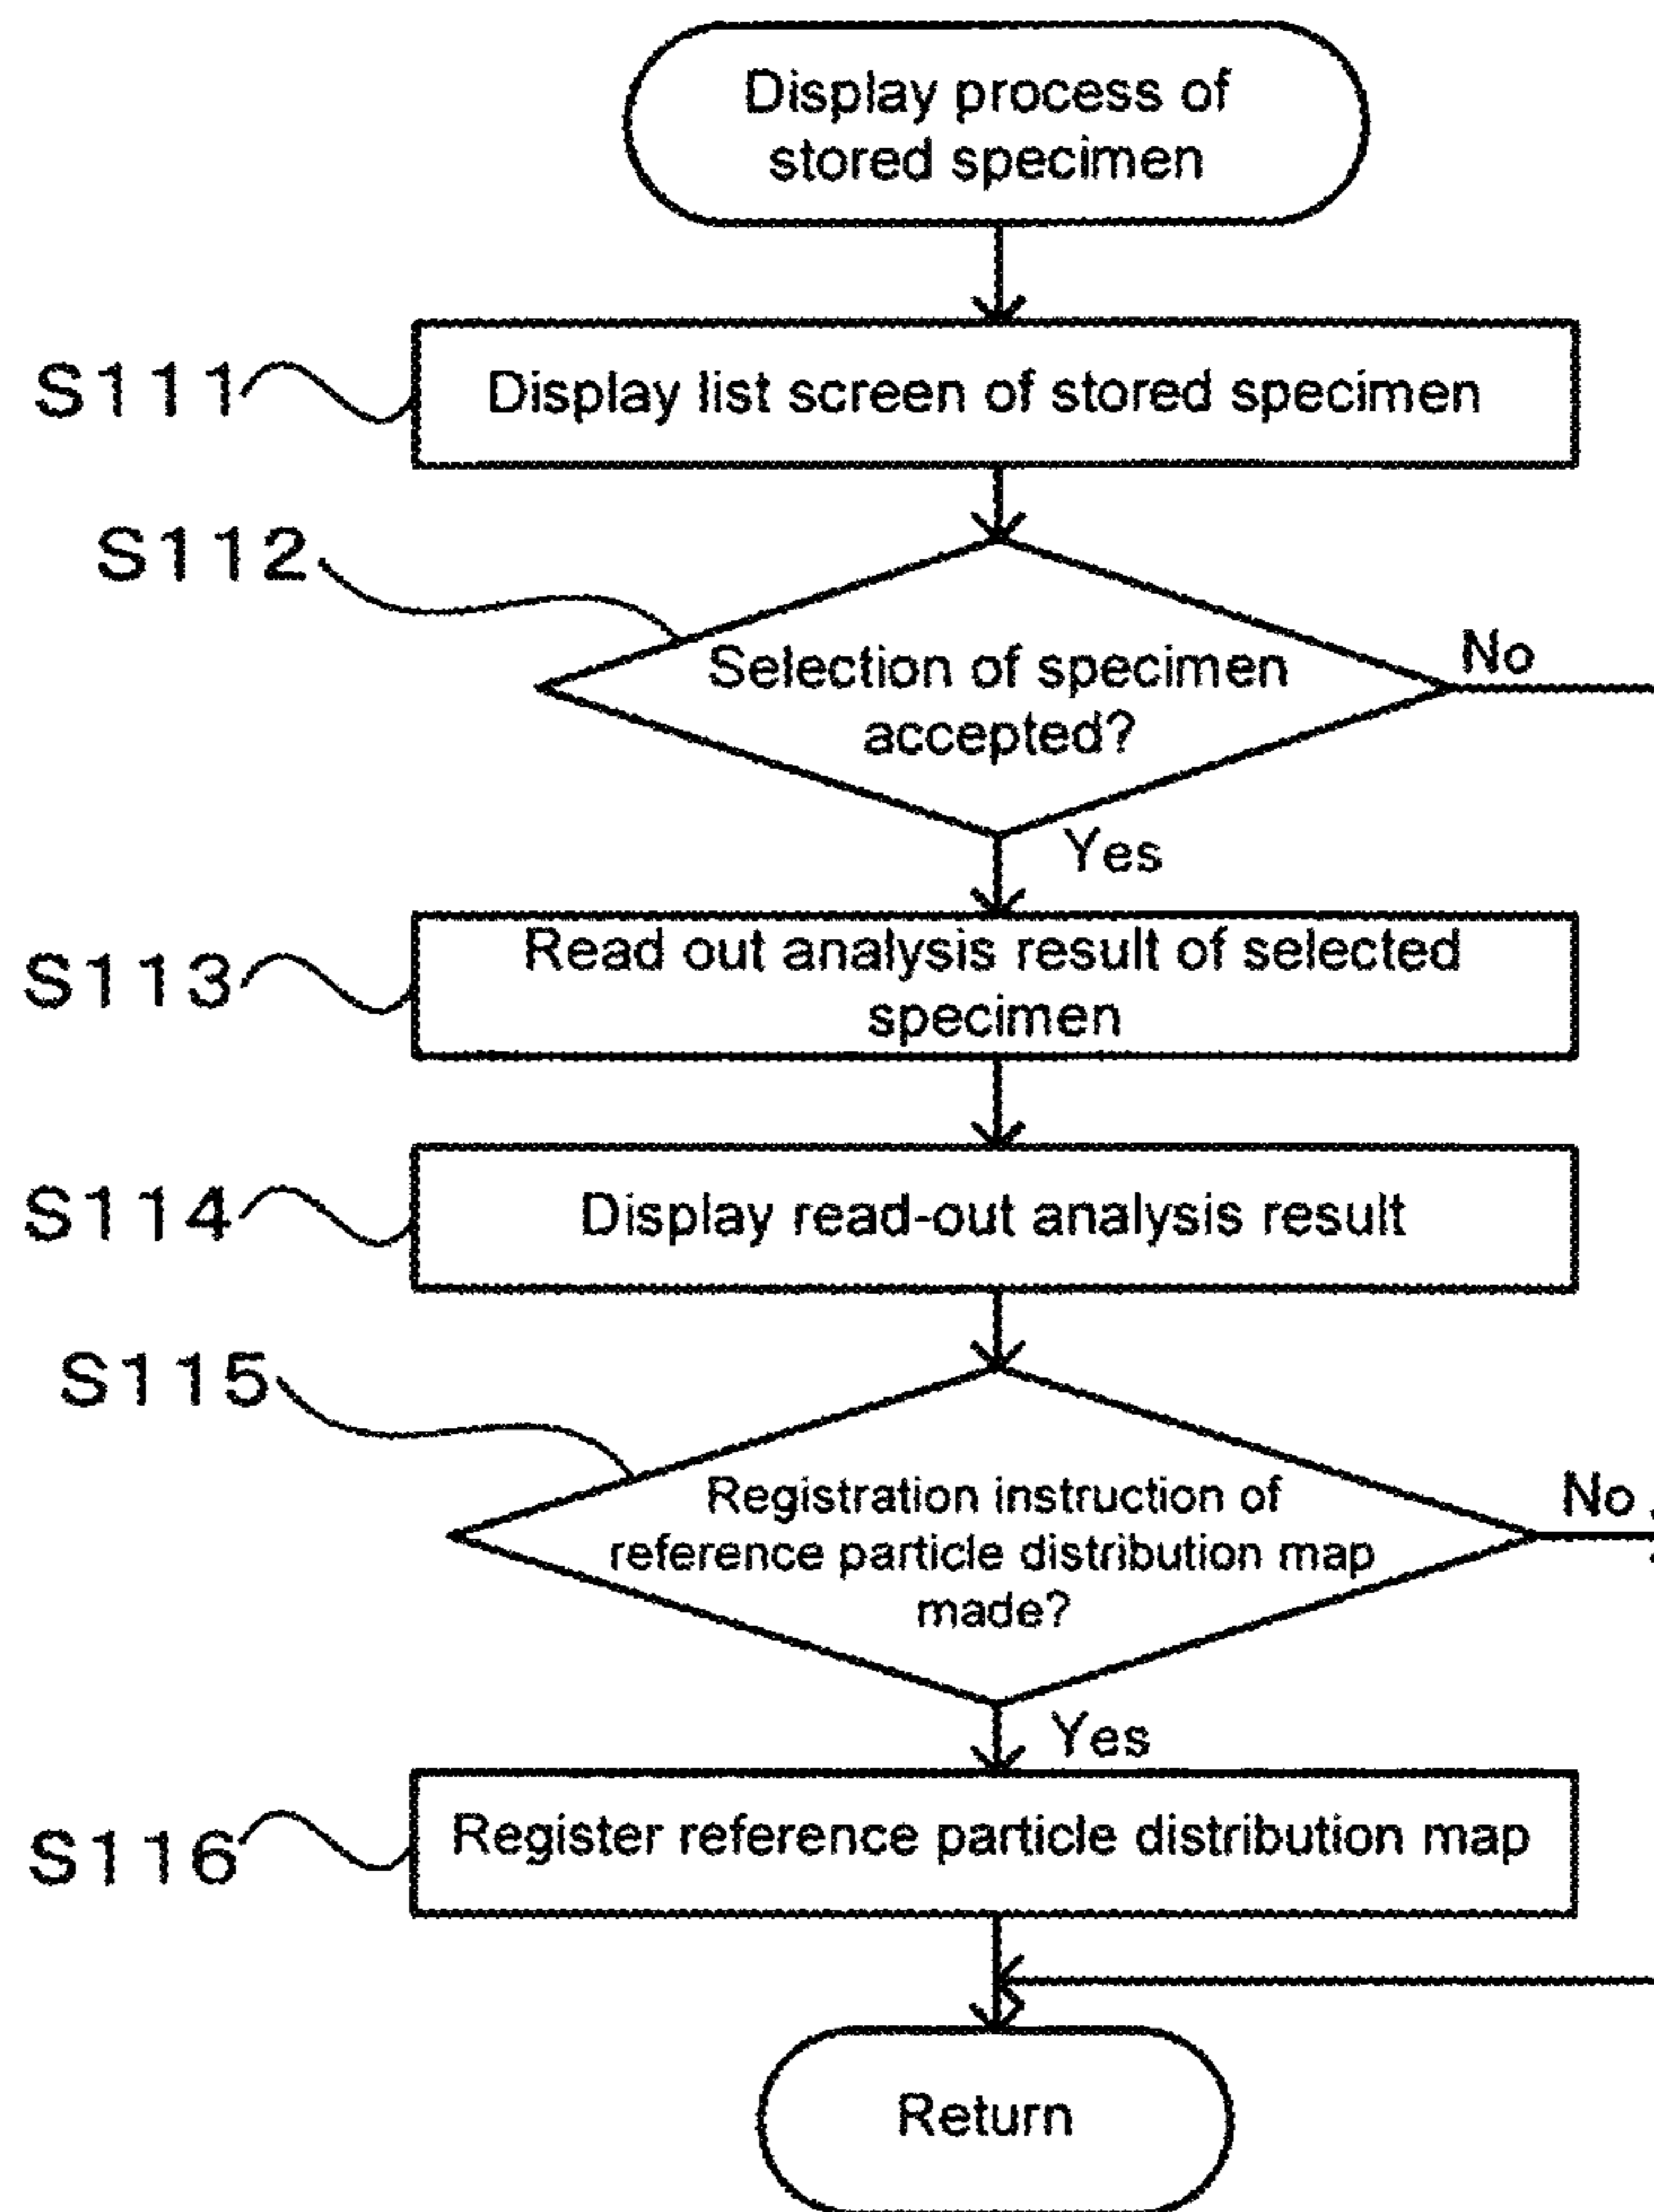 Display process of
stored specimen
S111
Display list screen of stored specimen
S112
Selection of specimen
accepted?
No
Yes
S113
Read out analysis result of selected
specimen
S114
Display read-out analysis result
S115
Registration instruction of
reference particle distribution map
made?
No
Yes
S116
Register reference particle distribution map
Return